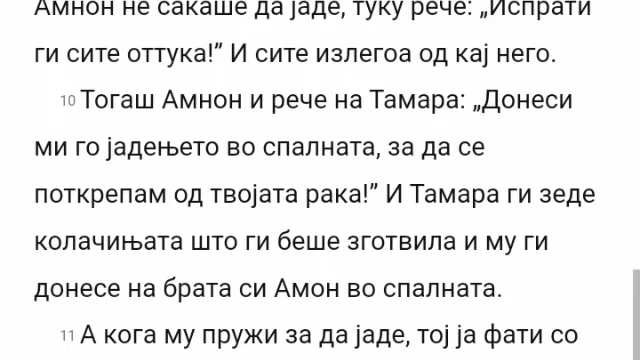 Амнон не сакаше да јаде, туку рече: „Испрати
ги сите оттука!” И сите излегоа од кај него.
10 Тогаш Амнон и рече на Тамара: „Донеси
ми го јадењето во спалната, за да се
поткрепам од твојата рака!” И Тамара ги зеде
колачињата што ги беше зготвила и му ги
донесе на брата си Амон во спалната.
11 А кога му пружи за да јаде, тој ја фати со